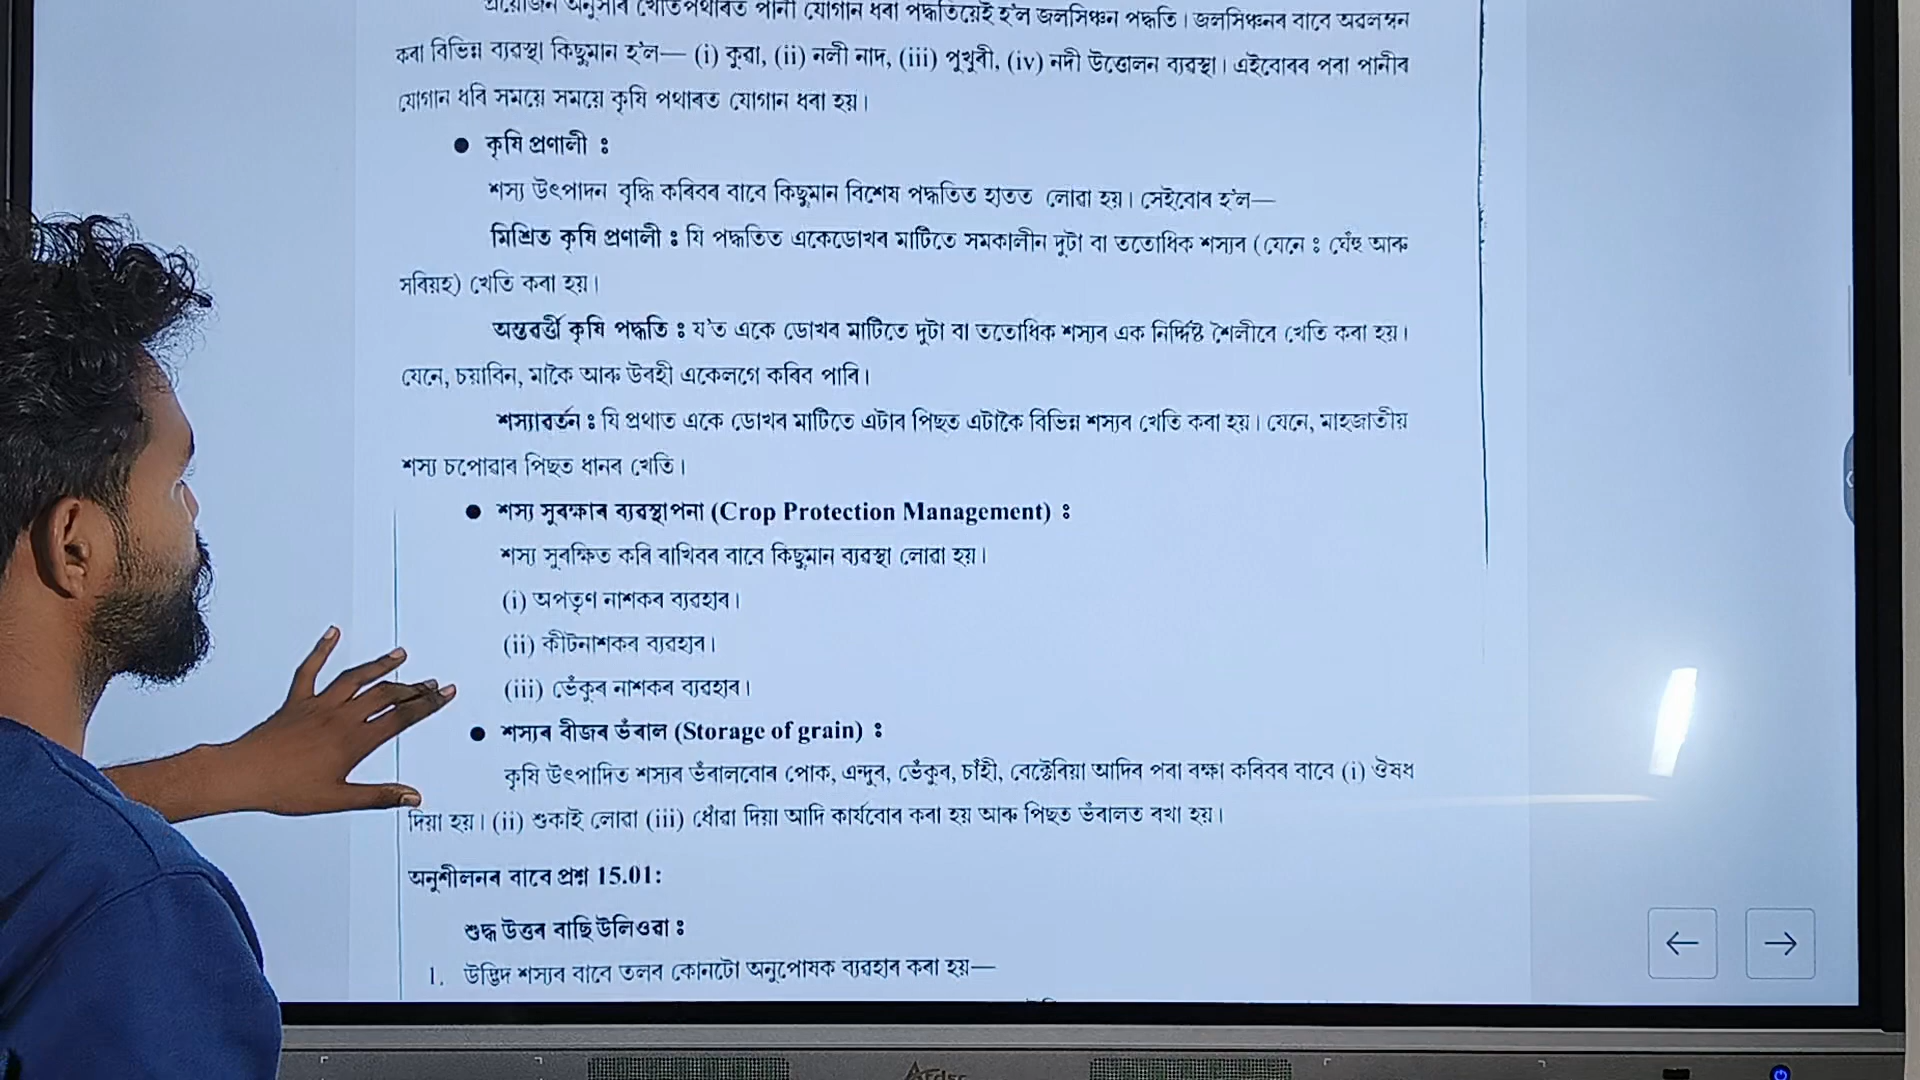 প্ৰয়োজন অনুসৰি খেতিপথাৰত পানী যোগান ধৰা পদ্ধতিয়েই হ'ল জলসিঞ্চন পদ্ধতি। জলসিঞ্চনৰ বাবে অৱলম্বন
কৰা বিভিন্ন ব্যৱস্থা কিছুমান হ'ল— (i) কুৱা, (ii) নলী নাদ, (iii) পুখুৰী, (iv) নদী উত্তোলন ব্যৱস্থা। এইবোৰৰ পৰা পানীৰ
যোগান ধৰি সময়ে সময়ে কৃষি পথাৰত যোগান ধৰা হয়।
● কৃষি প্ৰণালী ঃ
শস্য উৎপাদন বৃদ্ধি কৰিবৰ বাবে কিছুমান বিশেষ পদ্ধতিত হাতত লোৱা হয়। সেইবোৰ হ'ল—
মিশ্ৰিত কৃষি প্ৰণালী ঃ যি পদ্ধতিত একেডোখৰ মাটিতে সমকালীন দুটা বা ততোধিক শস্যৰ (যেনে ঃ ঘেঁহু আৰু
সৰিয়হ) খেতি কৰা হয়।
অন্তৱৰ্তী কৃষি পদ্ধতি ঃ য'ত একে ডোখৰ মাটিতে দুটা বা ততোধিক শস্যৰ এক নিৰ্দ্দিষ্ট শৈলীৰে খেতি কৰা হয়।
যেনে, চয়াবিন, মাকৈ আৰু উৰহী একেলগে কৰিব পাৰি।
শস্যাৱৰ্তন ঃ যি প্ৰথাত একে ডোখৰ মাটিতে এটাৰ পিছত এটাকৈ বিভিন্ন শস্যৰ খেতি কৰা হয়। যেনে, মাহজাতীয়
শস্য চপোৱাৰ পিছত ধানৰ খেতি।
● শস্য সুৰক্ষাৰ ব্যৱস্থাপনা (Crop Protection Management) ঃ
শস্য সুৰক্ষিত কৰি ৰাখিবৰ বাবে কিছুমান ব্যৱস্থা লোৱা হয়।
(i) অপতৃণ নাশকৰ ব্যৱহাৰ।
(ii) কীটনাশকৰ ব্যৱহাৰ।
(iii) ভেঁকুৰ নাশকৰ ব্যৱহাৰ।
● শস্যৰ বীজৰ ভঁৰাল (Storage of grain) ঃ
কৃষি উৎপাদিত শস্যৰ ভঁৰালবোৰ পোক, এন্দুৰ, ভেঁকুৰ, চাঁহী, বেক্টেৰিয়া আদিৰ পৰা ৰক্ষা কৰিবৰ বাবে (i) ঔষধ
দিয়া হয়। (ii) শুকাই লোৱা (iii) ধোঁৱা দিয়া আদি কাৰ্যবোৰ কৰা হয় আৰু পিছত ভঁৰালত ৰখা হয়।
অনুশীলনৰ বাবে প্ৰশ্ন 15.01:
শুদ্ধ উত্তৰ বাছি উলিওৱা ঃ
1. উদ্ভিদ শস্যৰ বাবে তলৰ কোনটো অনুপোষক ব্যৱহাৰ কৰা হয়—